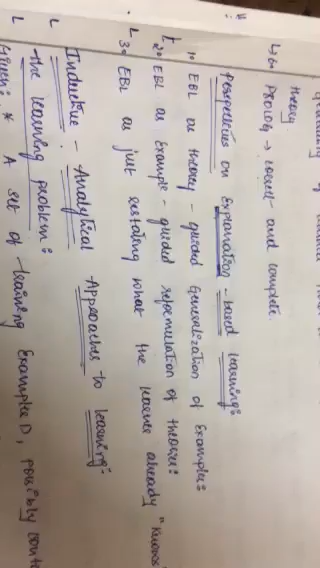 theory
PROLOG → correct and complete.
Perspectives on Explanation - based learning:
1⟩ EBL as theory - guided Generalization of Examples:
2⟩ EBL as Example - guided reformulation of theories:
3⟩ EBL as just restating what the learner already "knows"
Inductive - Analytical - Approaches to learning:
The learning problem:
Given: * A set of learning Examples D, possibly